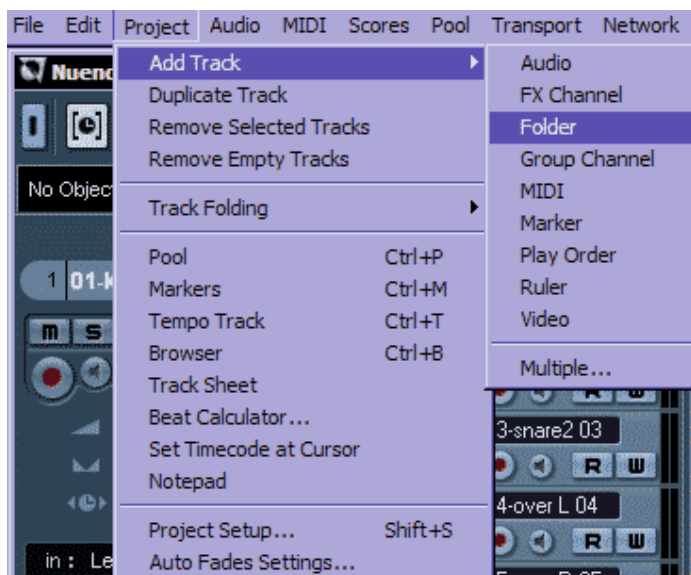 File Edit Project Audio MIDI Scores Pool Transport Network
Add Track
Duplicate Track
Remove Selected Tracks
Remove Empty Tracks
Track Folding
Pool Ctrl+P
Markers Ctrl+M
Tempo Track Ctrl+T
Browser Ctrl+B
Track Sheet
Beat Calculator...
Set Timecode at Cursor
Notepad
Project Setup... Shift+S
Auto Fades Settings...
Audio
FX Channel
Folder
Group Channel
MIDI
Marker
Play Order
Ruler
Video
Multiple...
Nuend
No Objec
1 01-k
m s
in : Le
R W
3-snare2 03
R W
4-over L 04
R W